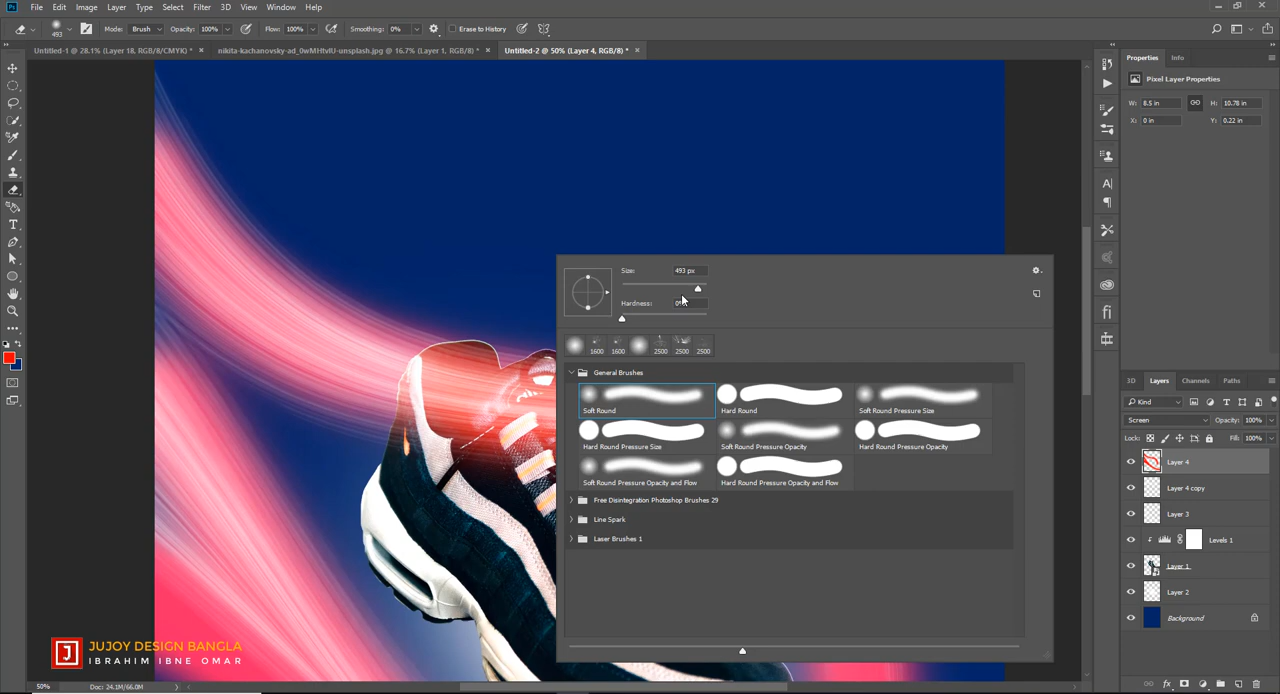 Ps File Edit Image Layer Type Select Filter 3D View Window Help
493 Mode: Brush Opacity: 100% Flow: 100% Smoothing: 0% Erase to History
Untitled-1 @ 28.1% (Layer 18, RGB/8/CMYK) * × nikita-kachanovsky-ad_0wMHtvlU-unsplash.jpg @ 16.7% (Layer 1, RGB/8) * × Untitled-2 @ 50% (Layer 4, RGB/8) * ×
Properties Info
Pixel Layer Properties
W: 8.5 in H: 10.78 in
X: 0 in Y: 0.22 in
Size: 493 px
Hardness: 0%
1600 1600 2500 2500 2500
General Brushes
Soft Round Hard Round Soft Round Pressure Size
Hard Round Pressure Size Soft Round Pressure Opacity Hard Round Pressure Opacity
Soft Round Pressure Opacity and Flow Hard Round Pressure Opacity and Flow
Free Disintegration Photoshop Brushes 29
Line Spark
Laser Brushes 1
3D Layers Channels Paths
Kind
Screen Opacity: 100%
Lock: Fill: 100%
Layer 4
Layer 4 copy
Layer 3
Levels 1
Layer 1
Layer 2
Background
fx
J JUJOY DESIGN BANGLA
IBRAHIM IBNE OMAR
50% Doc: 24.1M/66.0M